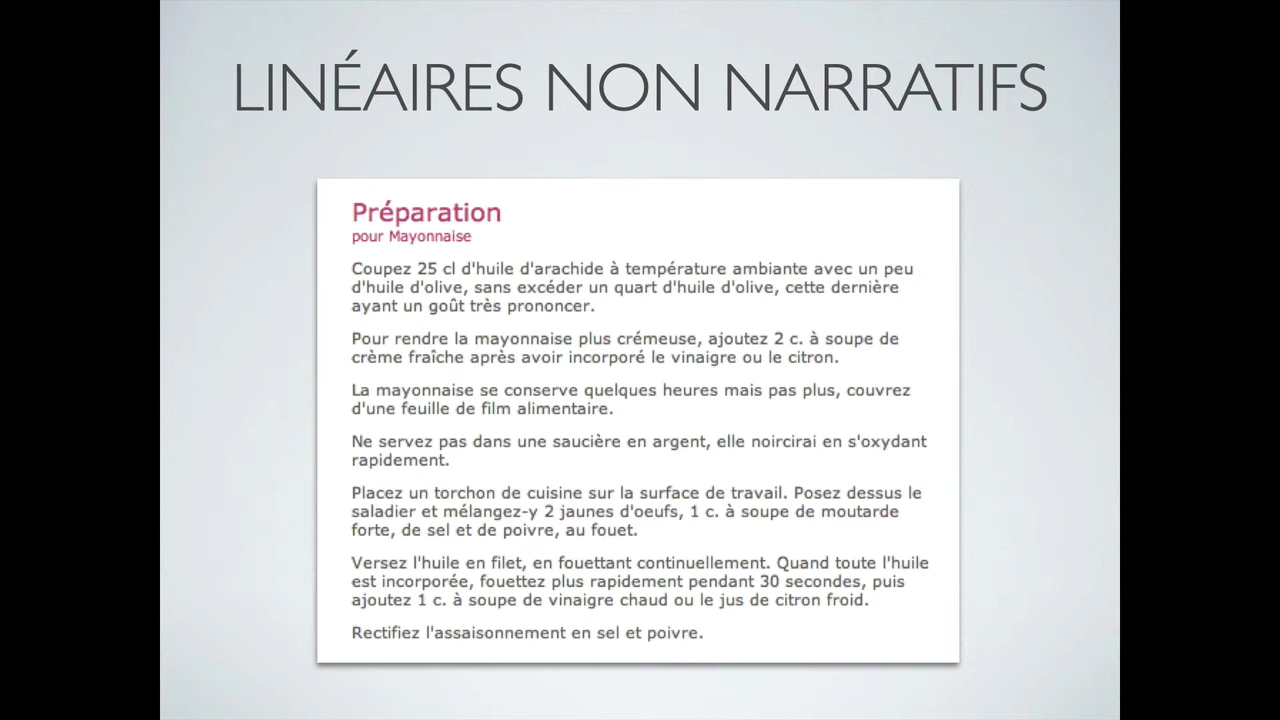 LINÉAIRES NON NARRATIFS
Préparation
pour Mayonnaise
Coupez 25 cl d'huile d'arachide à température ambiante avec un peu
d'huile d'olive, sans excéder un quart d'huile d'olive, cette dernière
ayant un goût très prononcer.
Pour rendre la mayonnaise plus crémeuse, ajoutez 2 c. à soupe de
crème fraîche après avoir incorporé le vinaigre ou le citron.
La mayonnaise se conserve quelques heures mais pas plus, couvrez
d'une feuille de film alimentaire.
Ne servez pas dans une saucière en argent, elle noircirai en s'oxydant
rapidement.
Placez un torchon de cuisine sur la surface de travail. Posez dessus le
saladier et mélangez-y 2 jaunes d'oeufs, 1 c. à soupe de moutarde
forte, de sel et de poivre, au fouet.
Versez l'huile en filet, en fouettant continuellement. Quand toute l'huile
est incorporée, fouettez plus rapidement pendant 30 secondes, puis
ajoutez 1 c. à soupe de vinaigre chaud ou le jus de citron froid.
Rectifiez l'assaisonnement en sel et poivre.